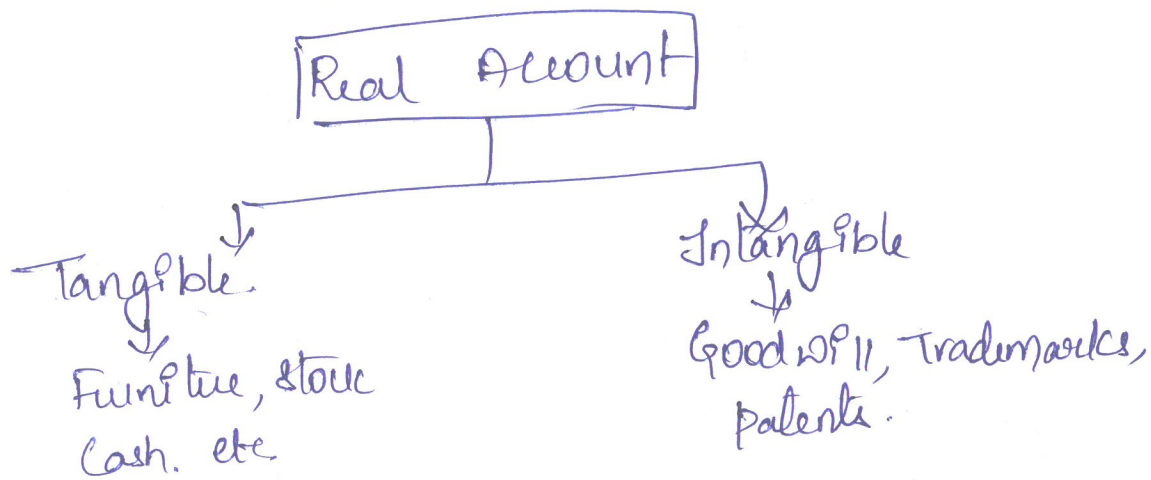 Real Account
Tangible.
Intangible
Furniture, stock
Cash. etc
Goodwill, Trademarks,
patents.